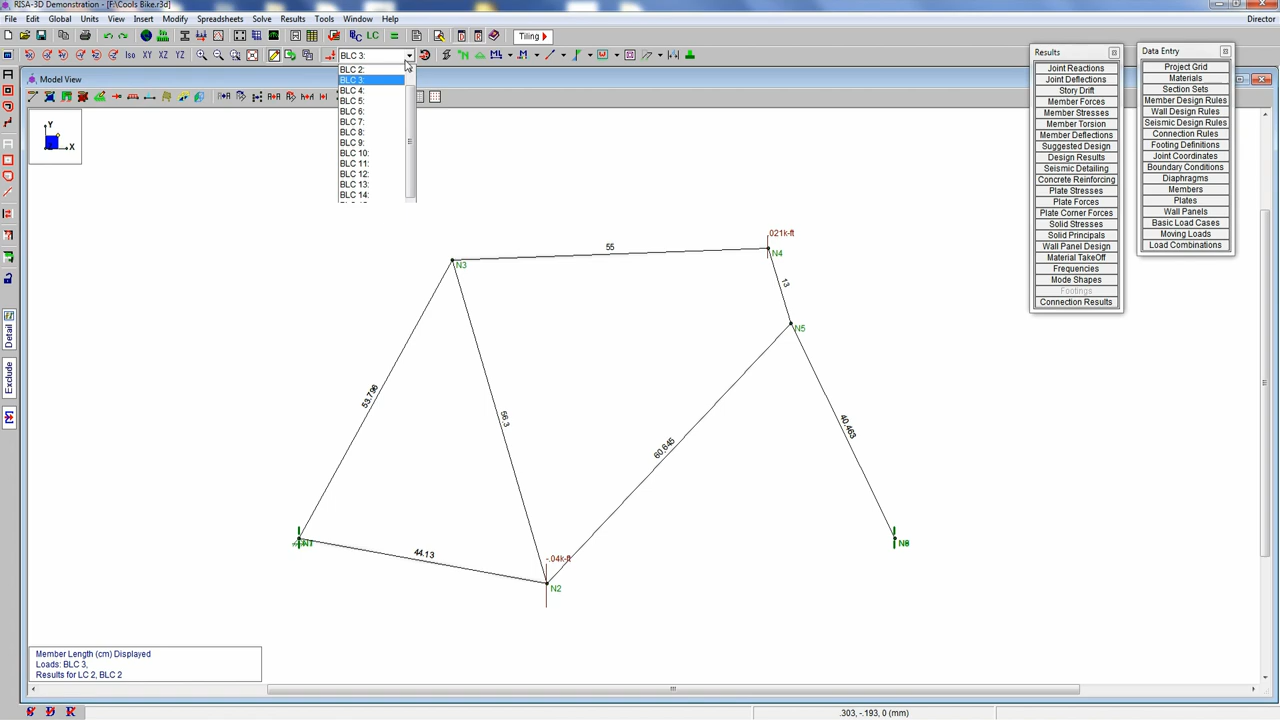 RISA-3D Demonstration - [F:\Cools Bike.r3d]
File Edit Global Units View Insert Modify Spreadsheets Solve Results Tools Window Help
Director
LC
Tiling
Iso XY XZ YZ
BLC 3:
BLC 2:
BLC 3:
BLC 4:
BLC 5:
BLC 6:
BLC 7:
BLC 8:
BLC 9:
BLC 10:
BLC 11:
BLC 12:
BLC 13:
BLC 14:
Model View
Y
X
Detail
Exclude
Results
Joint Reactions
Joint Deflections
Story Drift
Member Forces
Member Stresses
Member Torsion
Member Deflections
Suggested Design
Design Results
Seismic Detailing
Concrete Reinforcing
Plate Stresses
Plate Forces
Plate Corner Forces
Solid Stresses
Solid Principals
Wall Panel Design
Material TakeOff
Frequencies
Mode Shapes
Footings
Connection Results
Data Entry
Project Grid
Materials
Section Sets
Member Design Rules
Wall Design Rules
Seismic Design Rules
Connection Rules
Footing Definitions
Joint Coordinates
Boundary Conditions
Diaphragms
Members
Plates
Wall Panels
Basic Load Cases
Moving Loads
Load Combinations
.021k-ft
55
N4
N3
13
N5
53.796
56.3
60.645
40.463
N1
N6
44.13
-.04k-ft
N2
Member Length (cm) Displayed
Loads: BLC 3,
Results for LC 2, BLC 2
S D R
.303, -.193, 0 (mm)